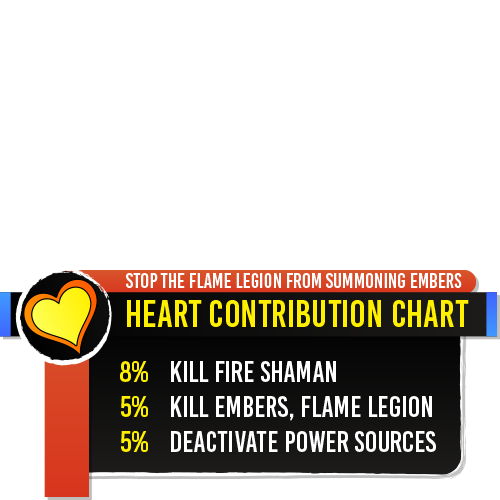 STOP THE FLAME LEGION FROM SUMMONING EMBERS
HEART CONTRIBUTION CHART
8% KILL FIRE SHAMAN
5% KILL EMBERS, FLAME LEGION
5% DEACTIVATE POWER SOURCES